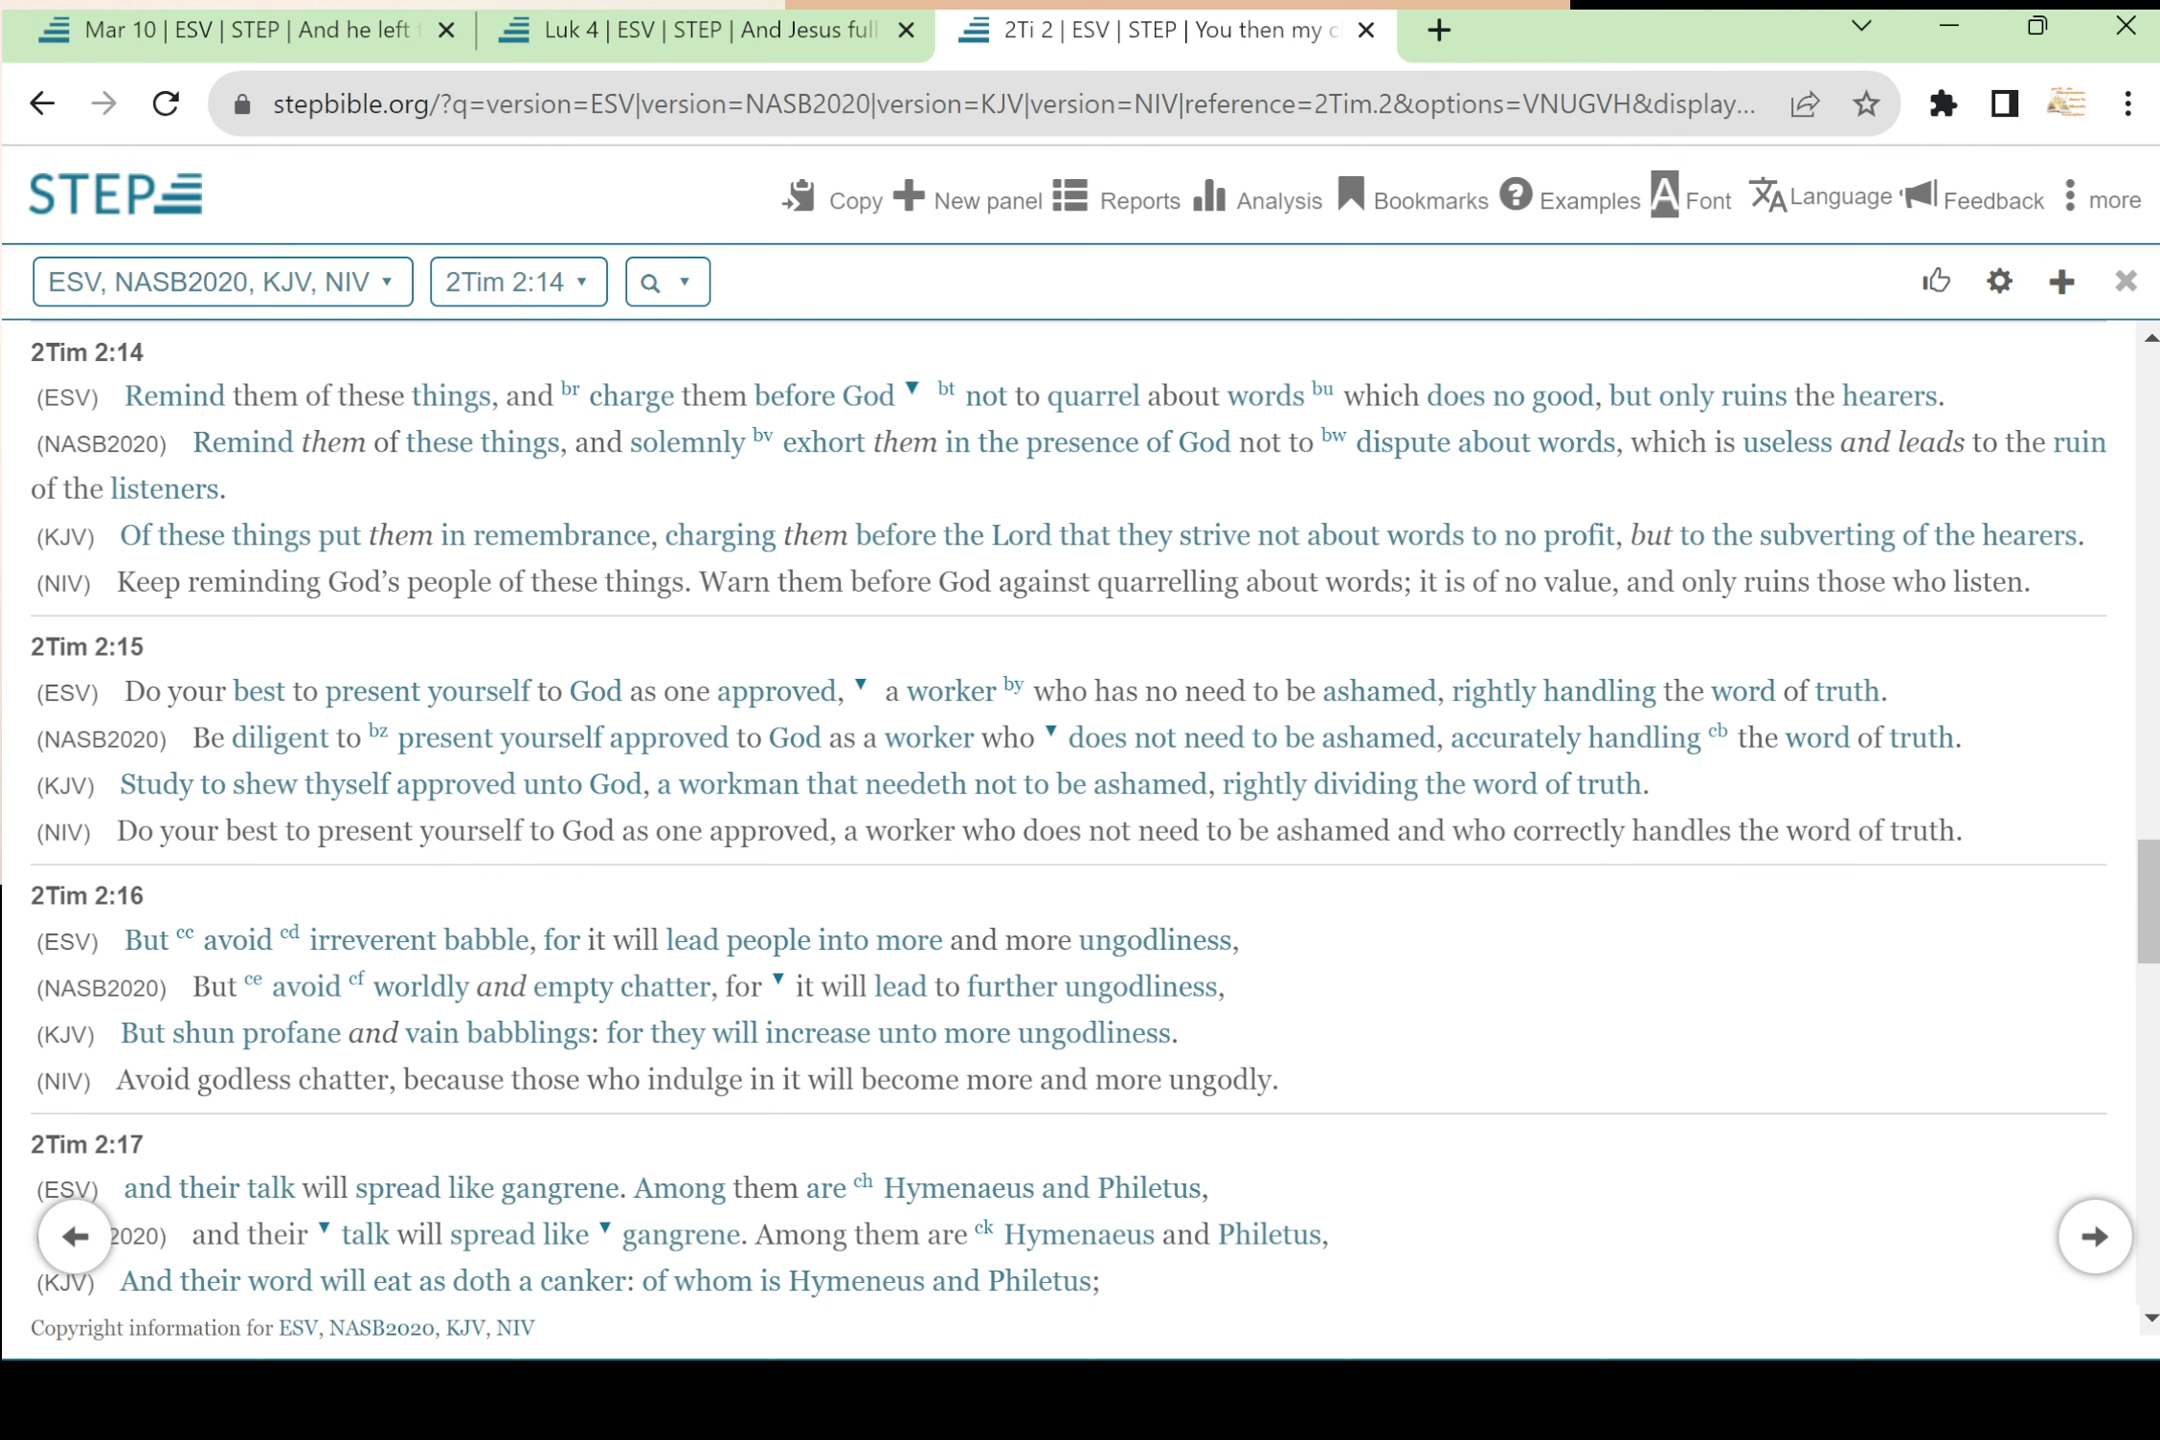 Mar 10 | ESV | STEP | And he left
Luk 4 | ESV | STEP | And Jesus full
2Ti 2 | ESV | STEP | You then my c
stepbible.org/?q=version=ESV|version=NASB2020|version=KJV|version=NIV|reference=2Tim.2&options=VNUGVH&display...
STEP
Copy New panel Reports Analysis Bookmarks Examples A Font Language Feedback more
ESV, NASB2020, KJV, NIV 2Tim 2:14
2Tim 2:14
(ESV) Remind them of these things, and br charge them before God ▼ bt not to quarrel about words bu which does no good, but only ruins the hearers.
(NASB2020) Remind them of these things, and solemnly bv exhort them in the presence of God not to bw dispute about words, which is useless and leads to the ruin
of the listeners.
(KJV) Of these things put them in remembrance, charging them before the Lord that they strive not about words to no profit, but to the subverting of the hearers.
(NIV) Keep reminding God’s people of these things. Warn them before God against quarrelling about words; it is of no value, and only ruins those who listen.
2Tim 2:15
(ESV) Do your best to present yourself to God as one approved, ▼ a worker by who has no need to be ashamed, rightly handling the word of truth.
(NASB2020) Be diligent to bz present yourself approved to God as a worker who ▼ does not need to be ashamed, accurately handling cb the word of truth.
(KJV) Study to shew thyself approved unto God, a workman that needeth not to be ashamed, rightly dividing the word of truth.
(NIV) Do your best to present yourself to God as one approved, a worker who does not need to be ashamed and who correctly handles the word of truth.
2Tim 2:16
(ESV) But cc avoid cd irreverent babble, for it will lead people into more and more ungodliness,
(NASB2020) But ce avoid cf worldly and empty chatter, for ▼ it will lead to further ungodliness,
(KJV) But shun profane and vain babblings: for they will increase unto more ungodliness.
(NIV) Avoid godless chatter, because those who indulge in it will become more and more ungodly.
2Tim 2:17
(ESV) and their talk will spread like gangrene. Among them are ch Hymenaeus and Philetus,
2020) and their ▼ talk will spread like ▼ gangrene. Among them are ck Hymenaeus and Philetus,
(KJV) And their word will eat as doth a canker: of whom is Hymeneus and Philetus;
Copyright information for ESV, NASB2020, KJV, NIV